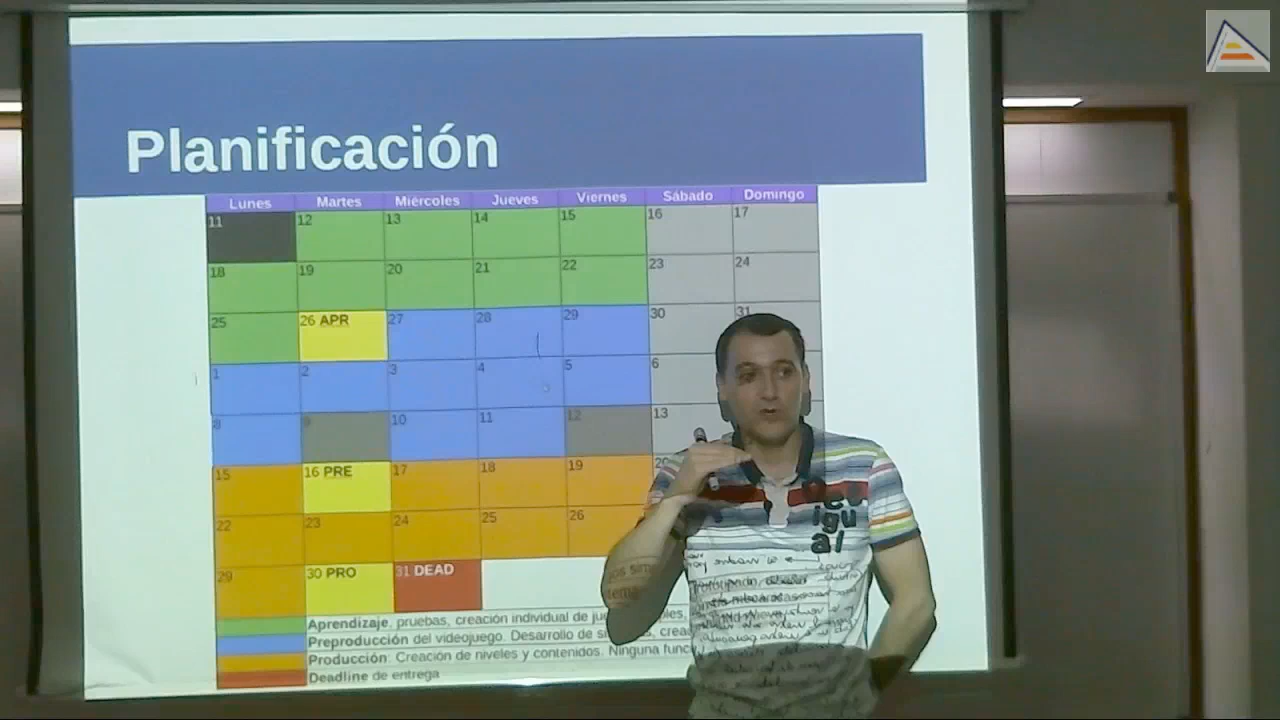 Planificación
Lunes Martes Miércoles Jueves Viernes Sábado Domingo
11 12 13 14 15 16 17
18 19 20 21 22 23 24
25 26 APR 27 28 29 30 31
1 2 3 4 5 6
8 9 10 11 12 13
15 16 PRE 17 18 19 20
22 23 24 25 26
29 30 PRO 31 DEAD
Aprendizaje, pruebas, creación individual de
Preproducción del videojuego. Desarrollo de
Producción: Creación de niveles y contenidos. Ninguna
Deadline de entrega
Des
igu
al